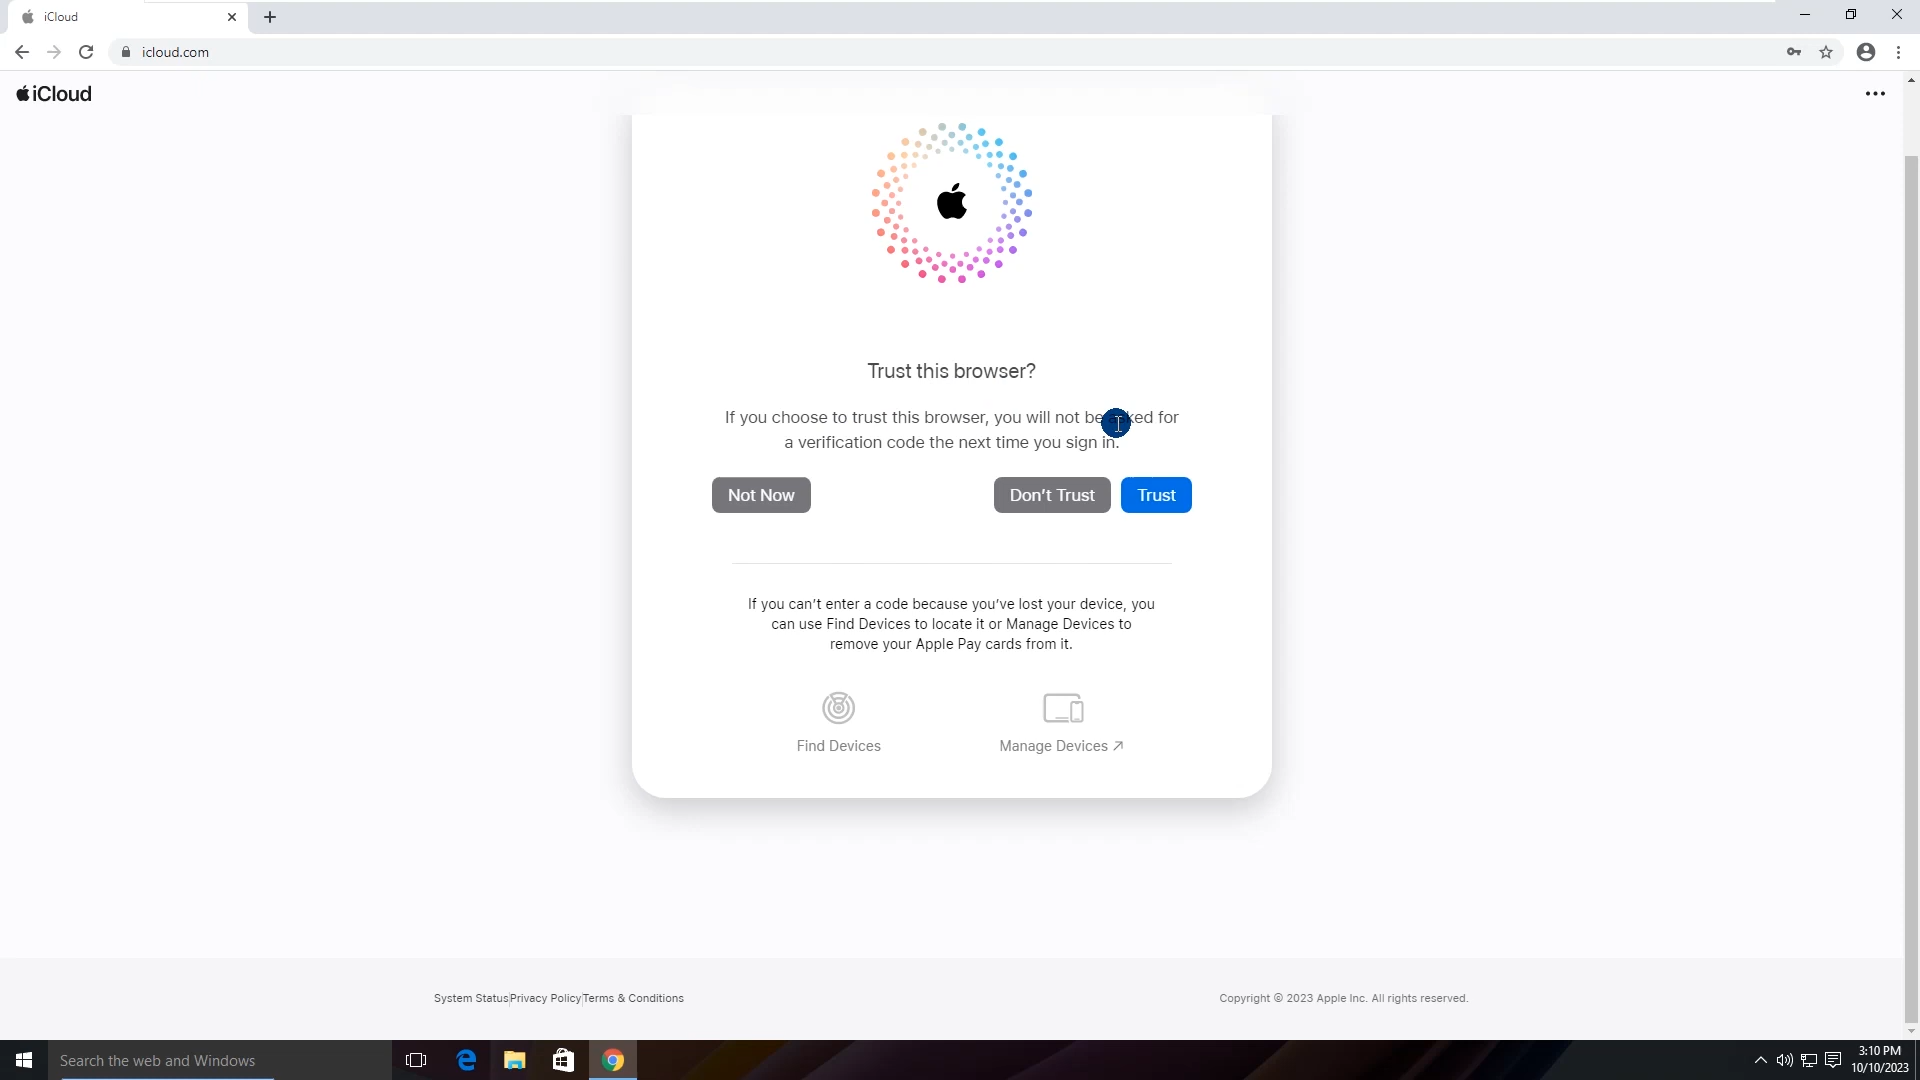 iCloud
icloud.com
iCloud
Trust this browser?
If you choose to trust this browser, you will not be asked for
a verification code the next time you sign in.
Not Now
Don't Trust
Trust
If you can't enter a code because you've lost your device, you
can use Find Devices to locate it or Manage Devices to
remove your Apple Pay cards from it.
Find Devices
Manage Devices ↗
System Status Privacy Policy Terms & Conditions
Copyright © 2023 Apple Inc. All rights reserved.
Search the web and Windows
3:10 PM
10/10/2023